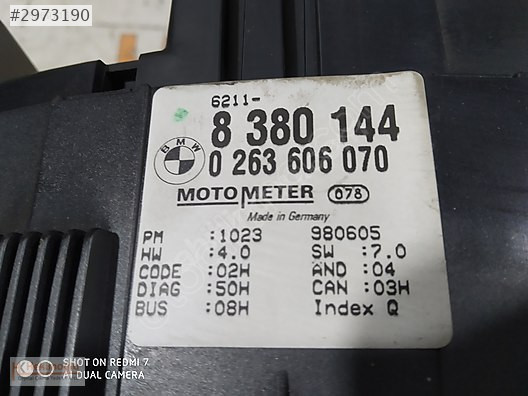 #2973190
6211-
8 380 144
BMW
0 263 606 070
MOTOMETER 078
Made in Germany
PM :1023 980605
HW :4.0 SW :7.0
CODE :02H AND :04
DIAG :50H CAN :03H
BUS :08H Index Q
SHOT ON REDMI 7
AI DUAL CAMERA